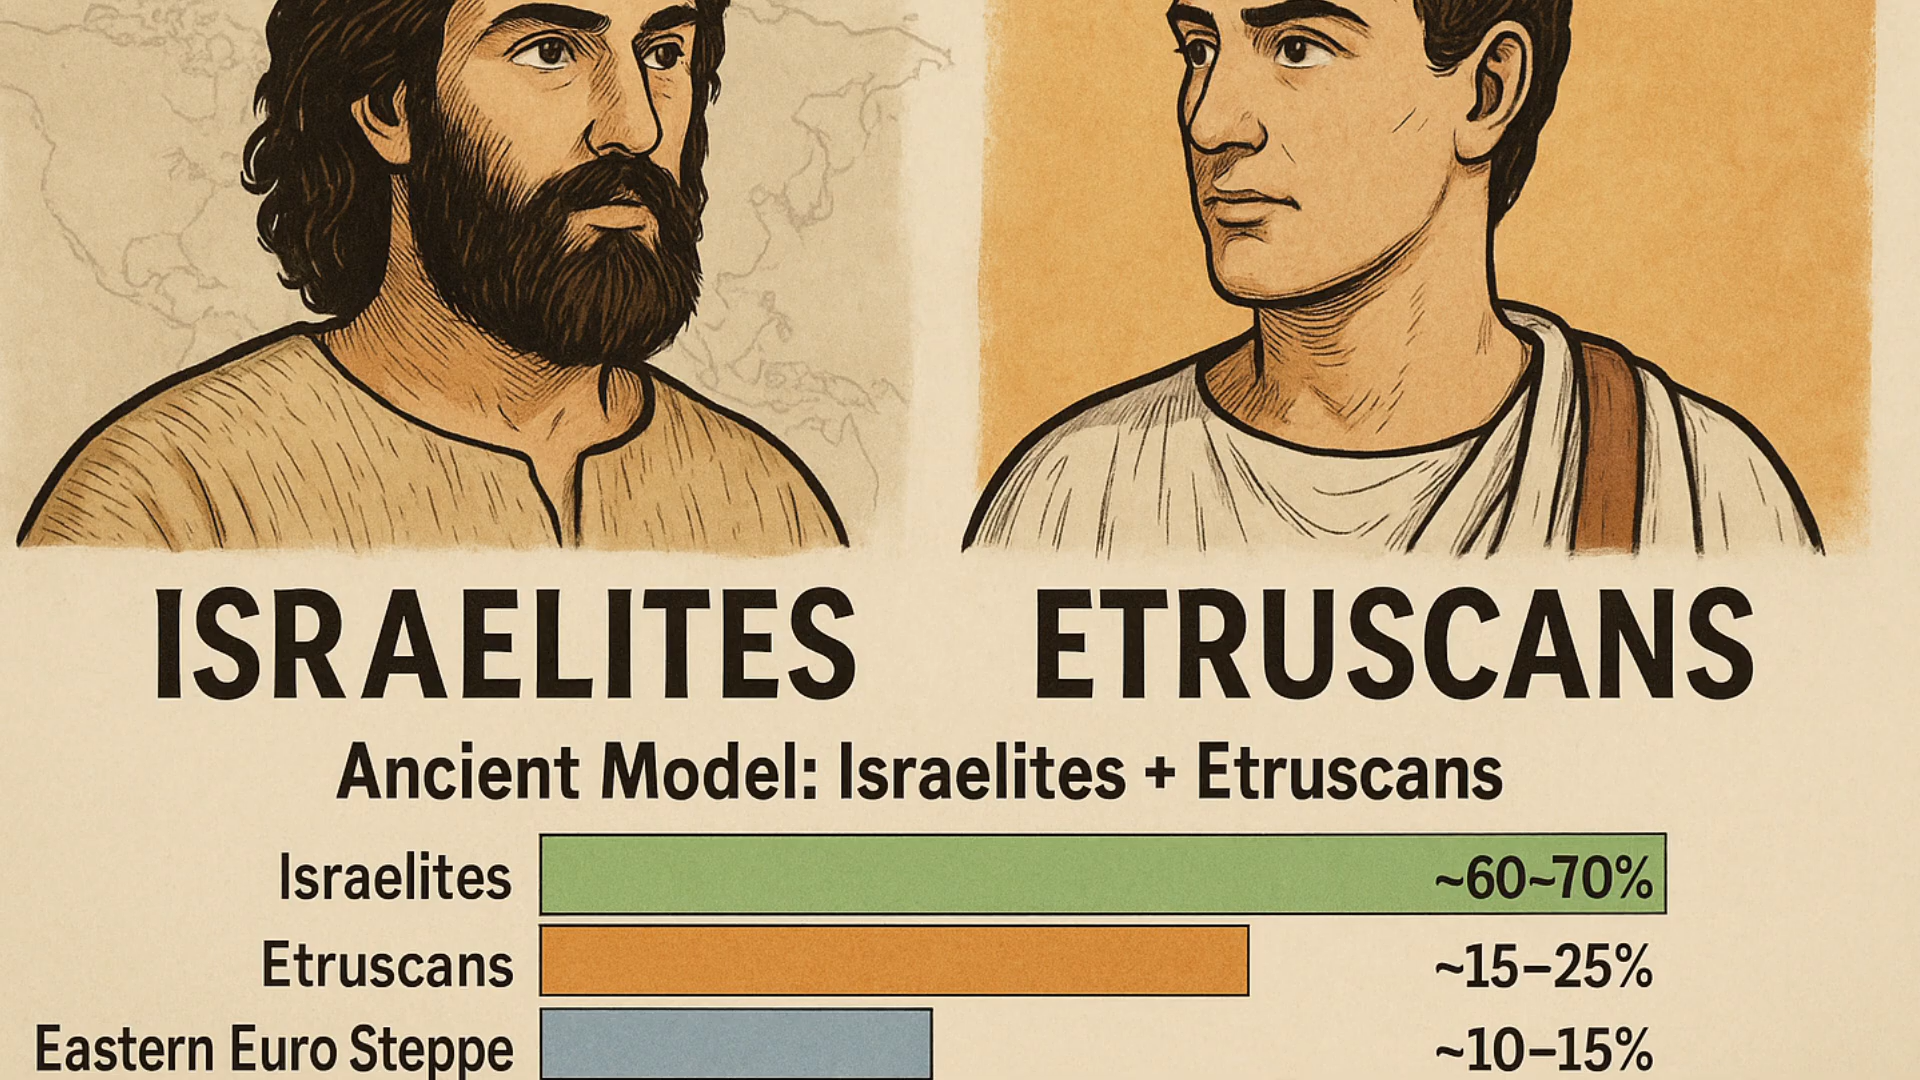 ISRAELITES ETRUSCANS
Ancient Model: Israelites + Etruscans
Israelites ~60–70%
Etruscans ~15–25%
Eastern Euro Steppe ~10–15%